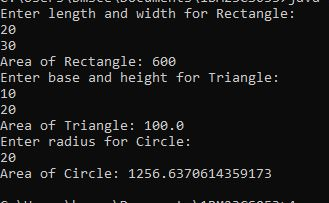 Enter length and width for Rectangle:
20
30
Area of Rectangle: 600
Enter base and height for Triangle:
10
20
Area of Triangle: 100.0
Enter radius for Circle:
20
Area of Circle: 1256.6370614359173